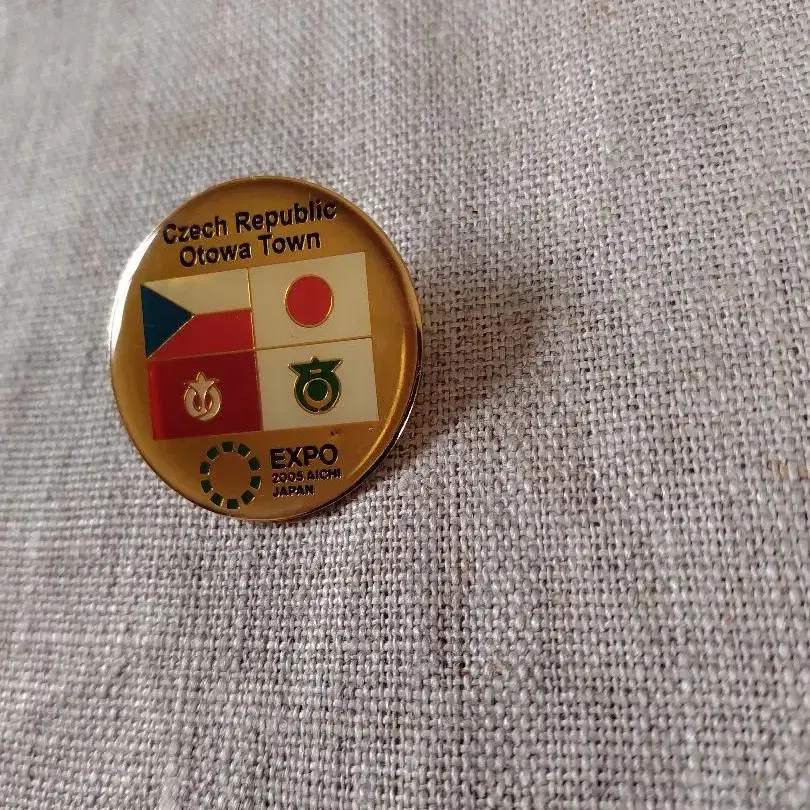 Czech Republic
Otowa Town
EXPO
2005 AICHI
JAPAN